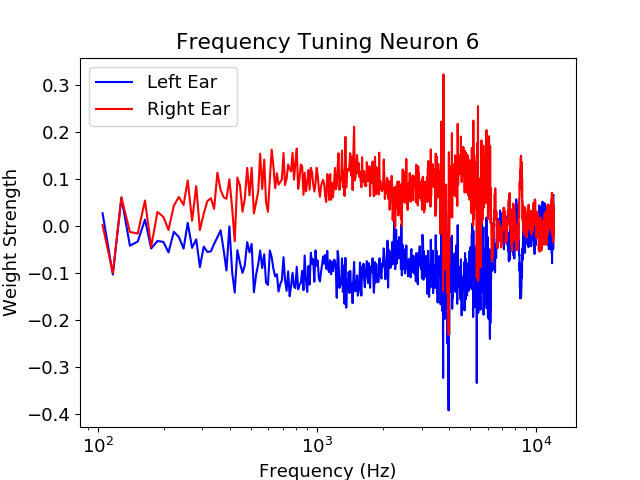 Frequency Tuning Neuron 6
Left Ear
Right Ear
Weight Strength
0.3
0.2
0.1
0.0
−0.1
−0.2
−0.3
−0.4
10²
10³
10⁴
Frequency (Hz)